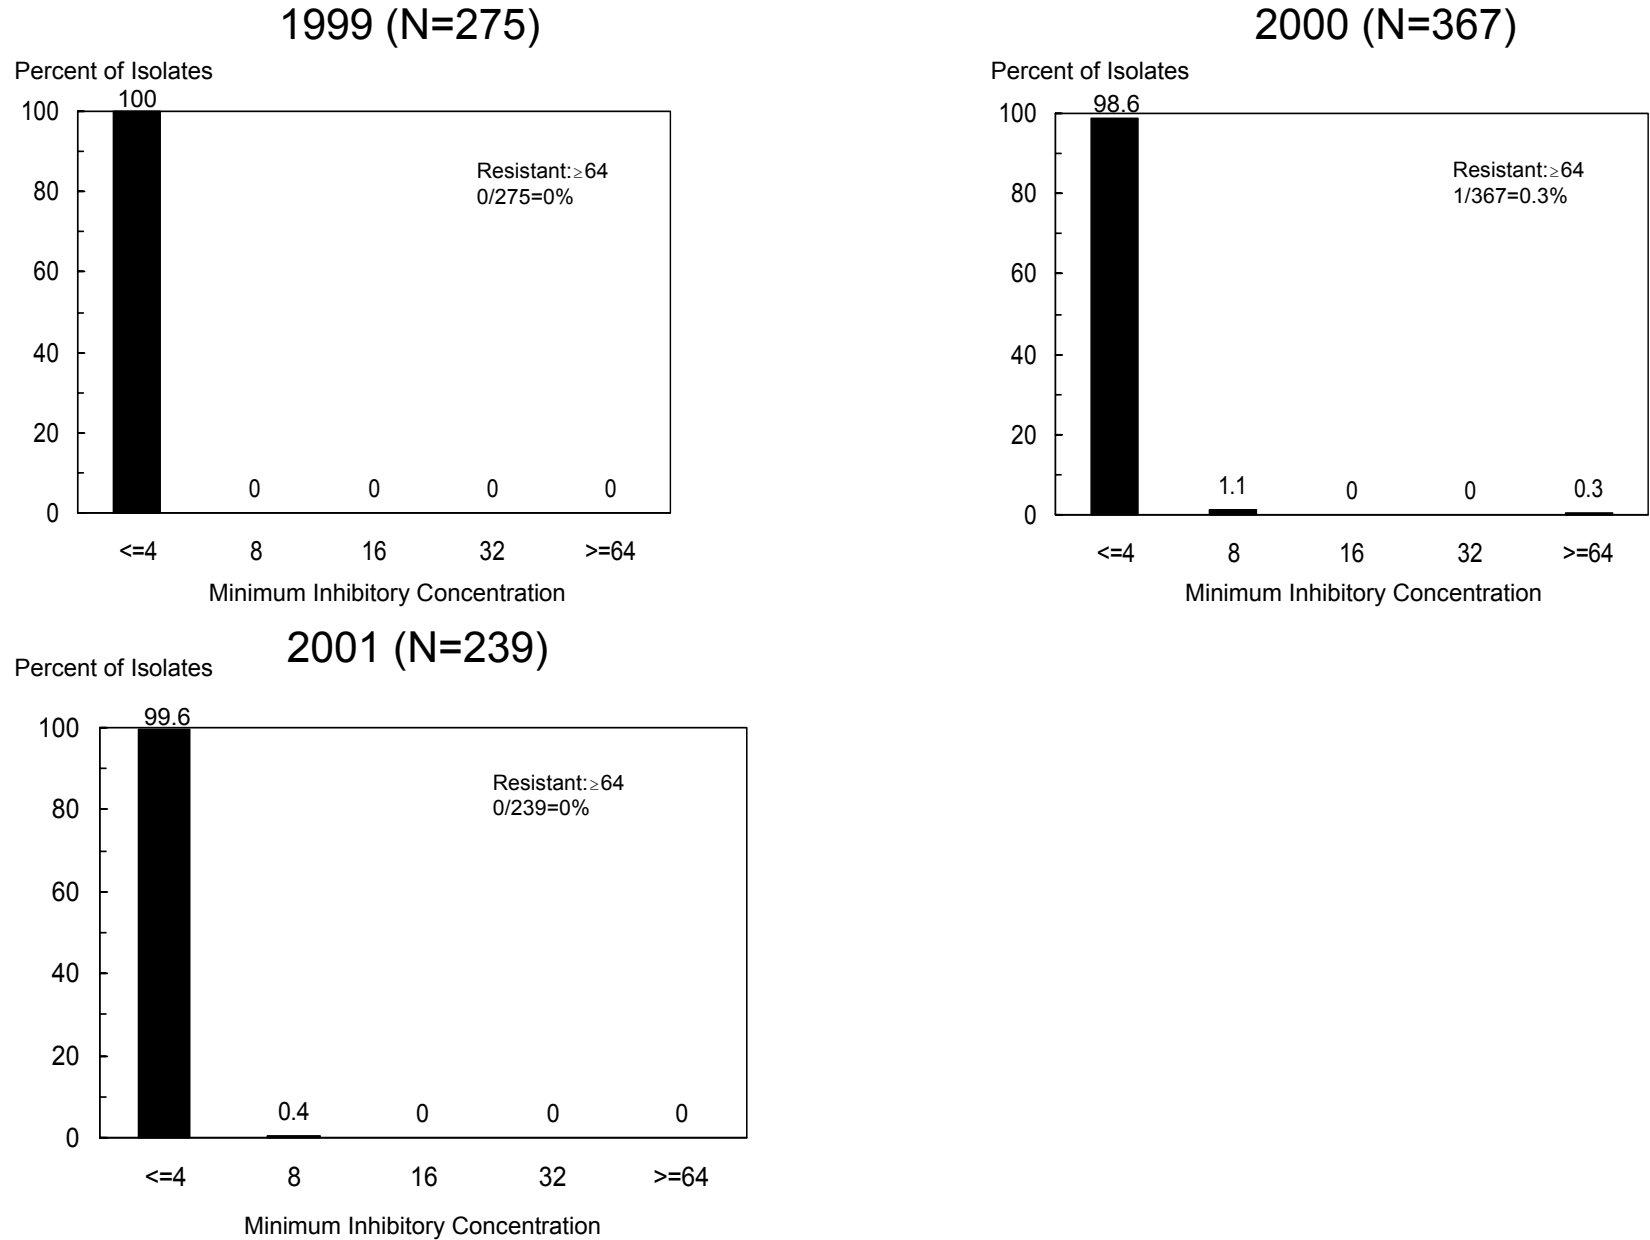 1999 (N=275)
Percent of Isolates
100
100
80
60
40
20
0
Resistant:≥64
0/275=0%
0 0 0 0
<=4 8 16 32 >=64
Minimum Inhibitory Concentration
2000 (N=367)
Percent of Isolates
98.6
100
80
60
40
20
0
Resistant:≥64
1/367=0.3%
1.1 0 0 0.3
<=4 8 16 32 >=64
Minimum Inhibitory Concentration
2001 (N=239)
Percent of Isolates
99.6
100
80
60
40
20
0
Resistant:≥64
0/239=0%
0.4 0 0 0
<=4 8 16 32 >=64
Minimum Inhibitory Concentration